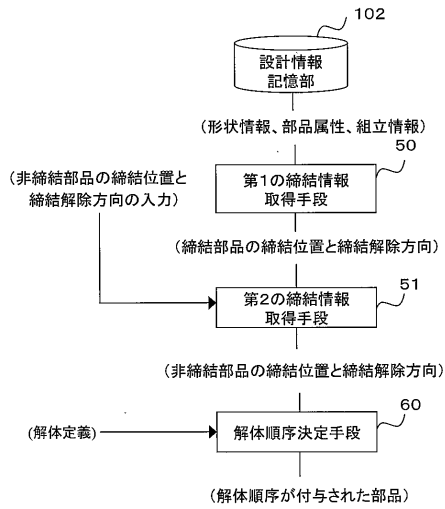 102
設計情報
記憶部
(形状情報、部品属性、組立情報)
50
第1の締結情報
取得手段
(非締結部品の締結位置と
締結解除方向の入力)
(締結部品の締結位置と締結解除方向)
51
第2の締結情報
取得手段
(非締結部品の締結位置と締結解除方向)
60
(解体定義)
解体順序決定手段
(解体順序が付与された部品)